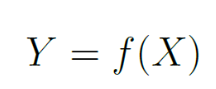 Y = f(X)